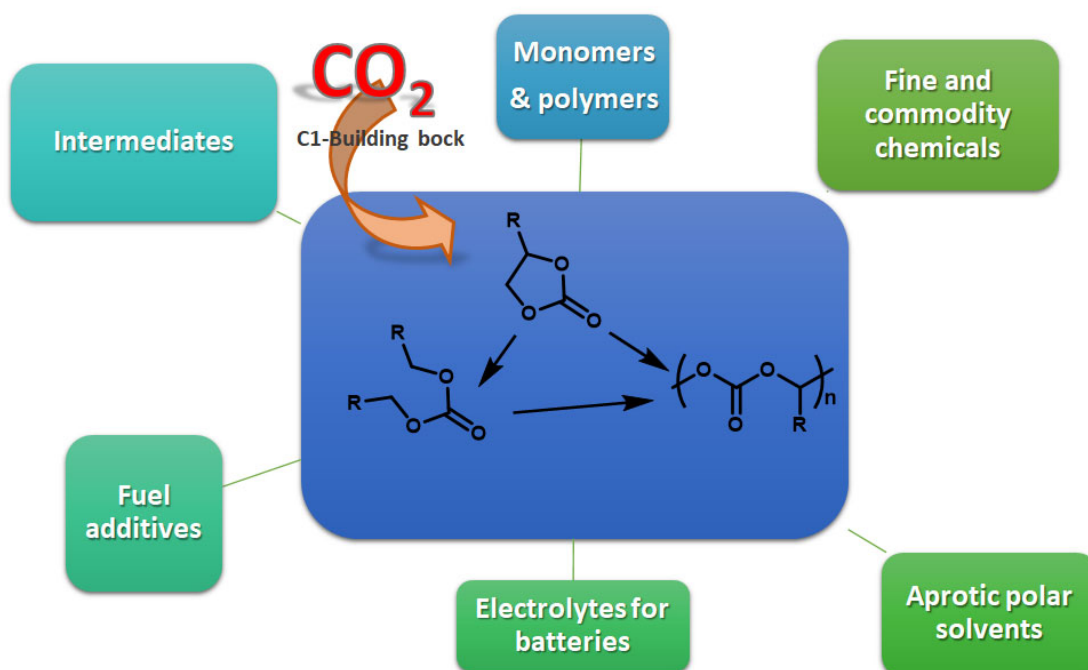 CO2
C1-Building bock
Monomers
& polymers
Fine and
commodity
chemicals
Intermediates
R
O
O
O
R
R
O
O
O
O
O
O
R
n
Fuel
additives
Electrolytes for
batteries
Aprotic polar
solvents